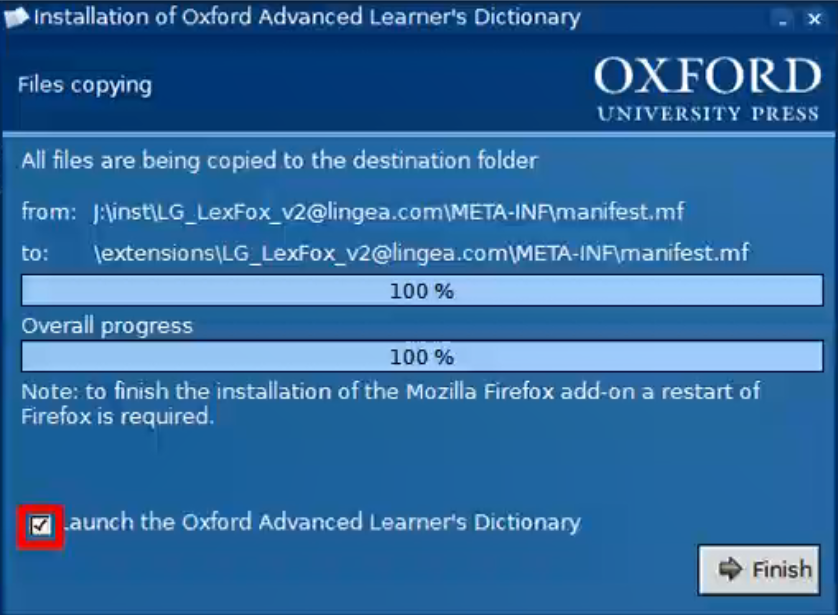 Installation of Oxford Advanced Learner's Dictionary
Files copying
OXFORD
UNIVERSITY PRESS
All files are being copied to the destination folder
from: J:\inst\LG_LexFox_v2@lingea.com\META-INF\manifest.mf
to: \extensions\LG_LexFox_v2@lingea.com\META-INF\manifest.mf
100 %
Overall progress
100 %
Note: to finish the installation of the Mozilla Firefox add-on a restart of
Firefox is required.
Launch the Oxford Advanced Learner's Dictionary
Finish